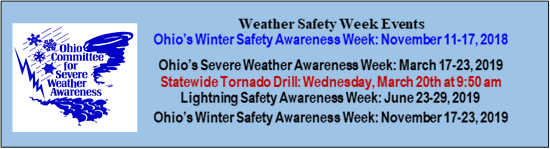 Ohio
Committee
for
Severe
Weather
Awareness
Weather Safety Week Events
Ohio's Winter Safety Awareness Week: November 11-17, 2018
Ohio's Severe Weather Awareness Week: March 17-23, 2019
Statewide Tornado Drill: Wednesday, March 20th at 9:50 am
Lightning Safety Awareness Week: June 23-29, 2019
Ohio's Winter Safety Awareness Week: November 17-23, 2019